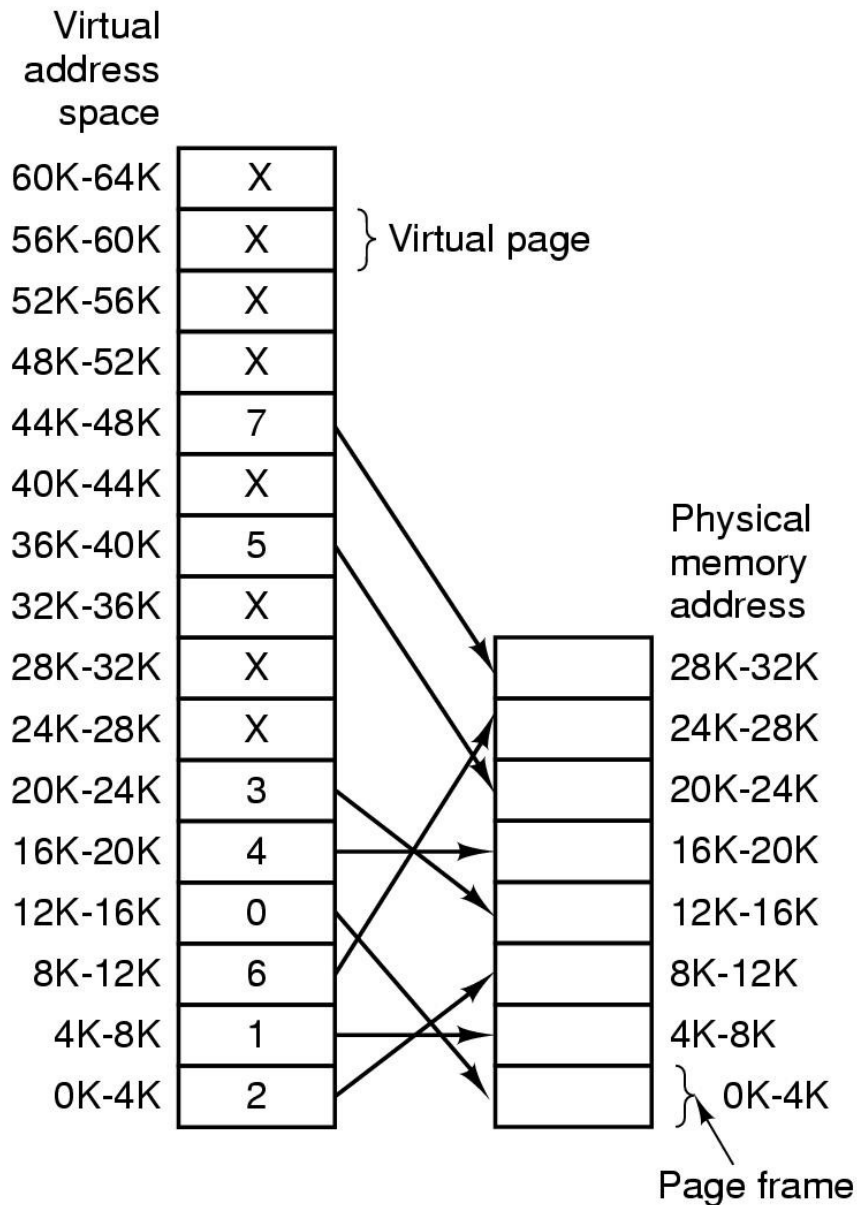 Virtual
address
space
60K-64K X
56K-60K X Virtual page
52K-56K X
48K-52K X
44K-48K 7
40K-44K X
36K-40K 5
32K-36K X
28K-32K X
24K-28K X
20K-24K 3
16K-20K 4
12K-16K 0
8K-12K 6
4K-8K 1
0K-4K 2
Physical
memory
address
28K-32K
24K-28K
20K-24K
16K-20K
12K-16K
8K-12K
4K-8K
0K-4K
Page frame